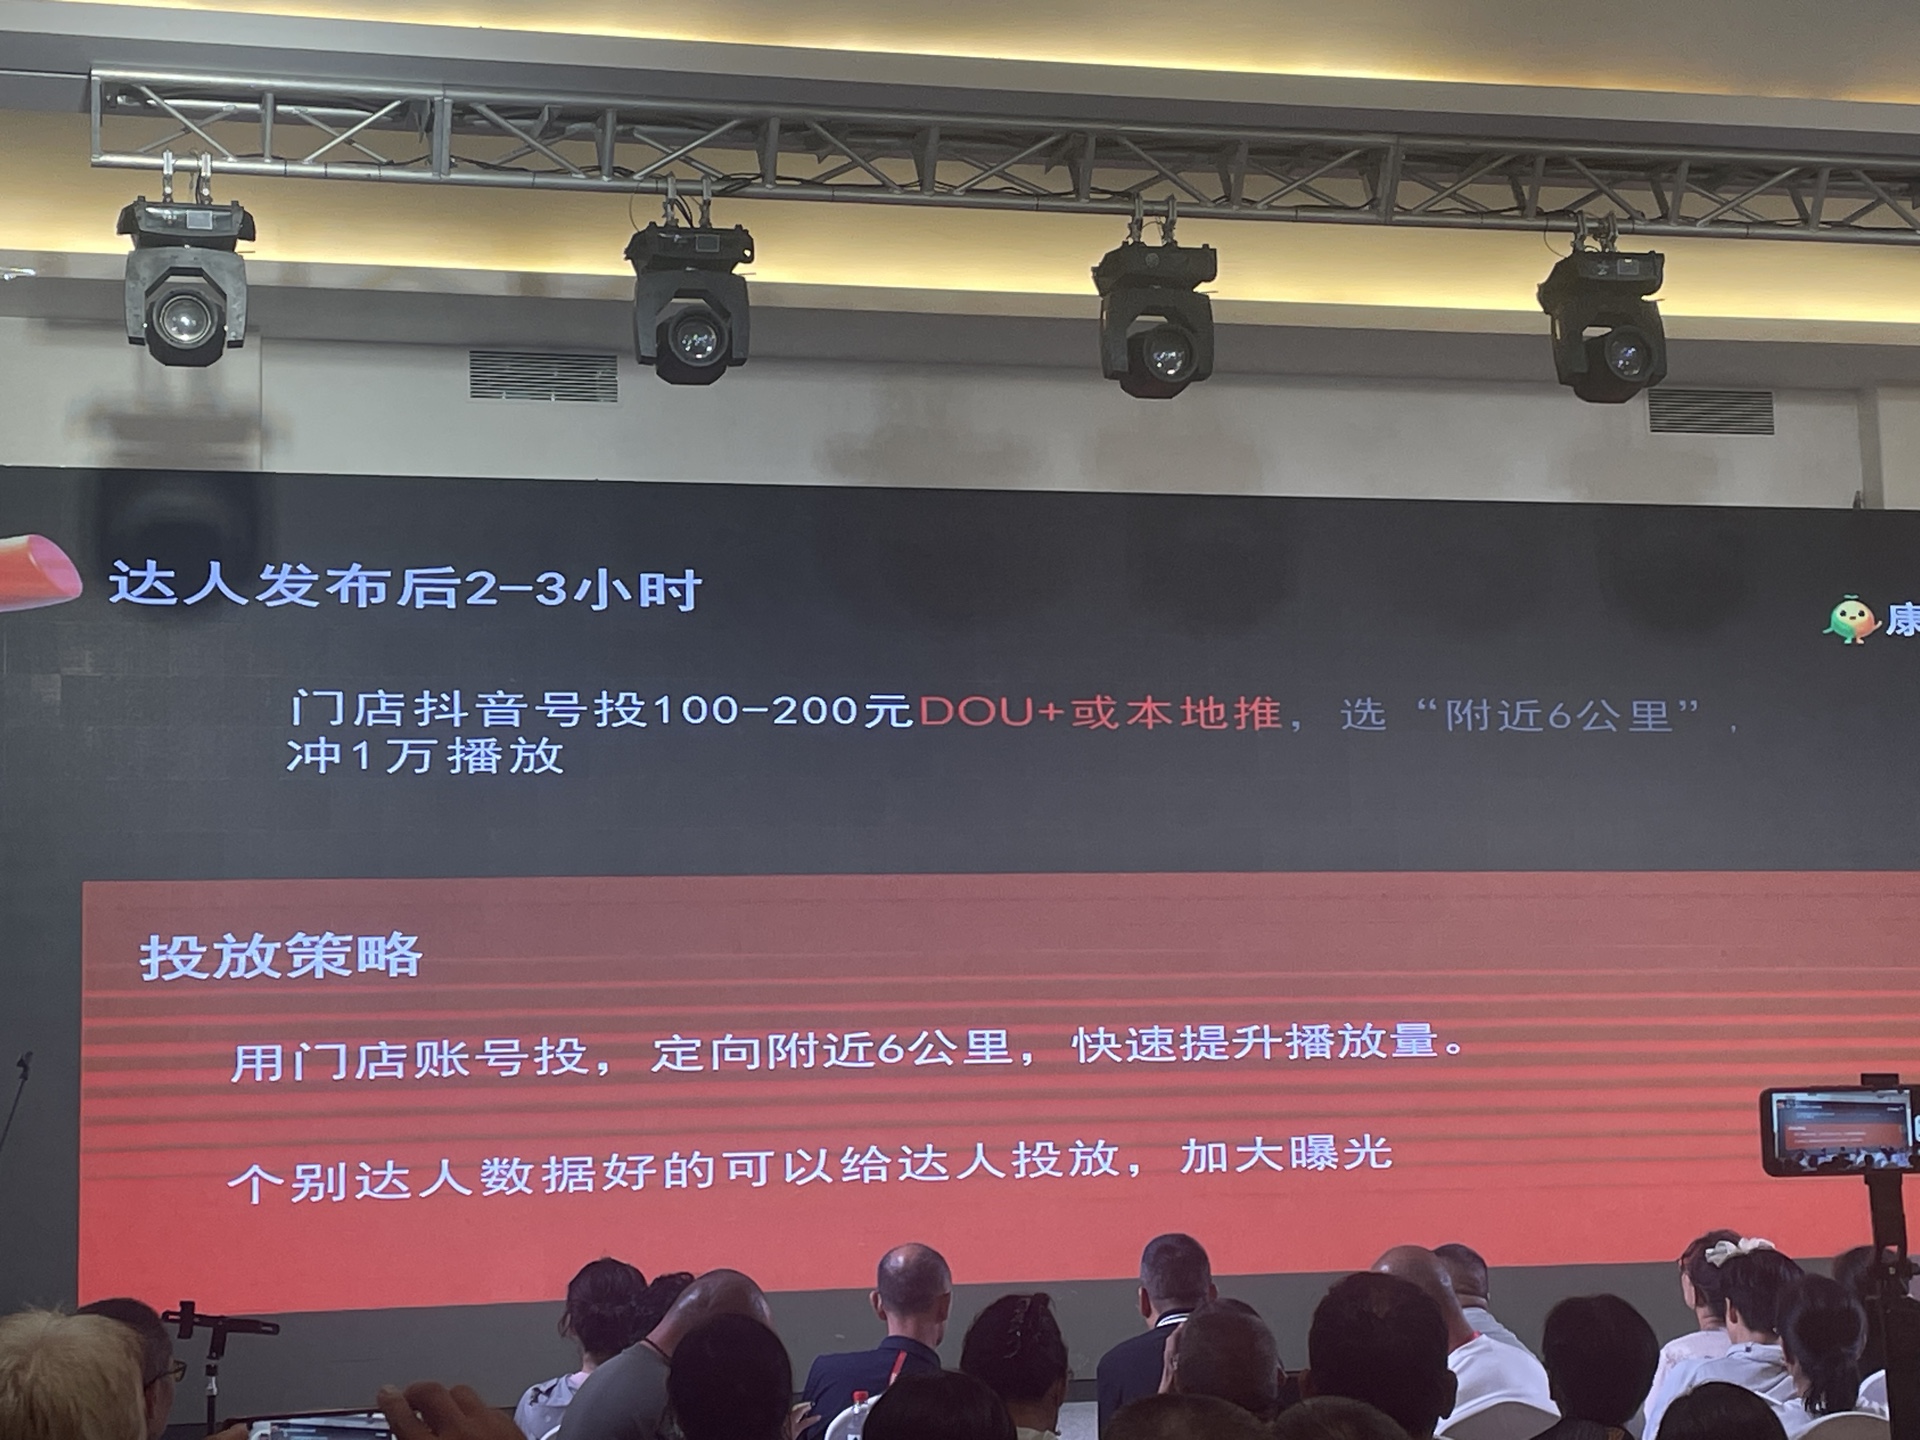 达人发布后2-3小时
康
门店抖音号投100-200元DOU+或本地推，选“附近6公里”，
冲1万播放
投放策略
用门店账号投，定向附近6公里，快速提升播放量。
个别达人数据好的可以给达人投放，加大曝光